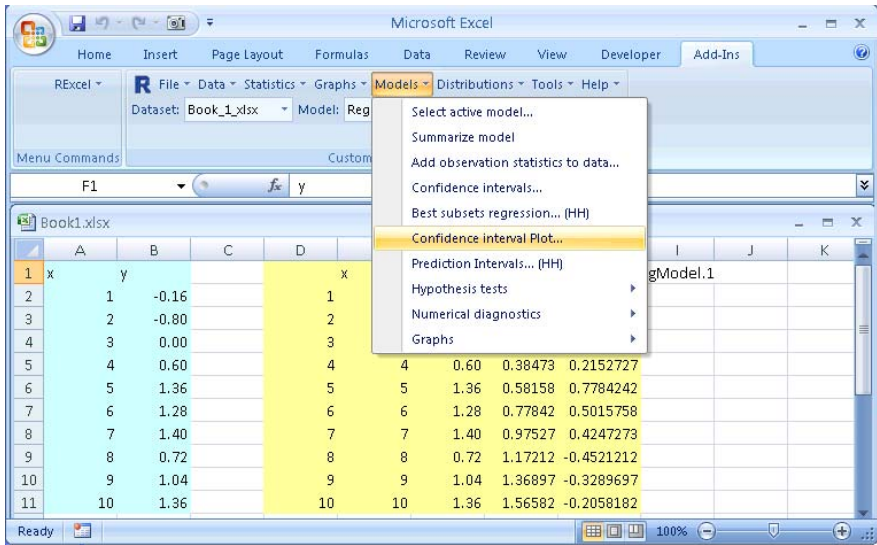 Microsoft Excel
Home Insert Page Layout Formulas Data Review View Developer Add-Ins
RExcel R File Data Statistics Graphs Models Distributions Tools Help
Dataset: Book_1_xlsx Model: Reg
Menu Commands Custom
F1 fx y
Select active model...
Summarize model
Add observation statistics to data...
Confidence intervals...
Best subsets regression... (HH)
Confidence interval Plot...
Prediction Intervals... (HH)
Hypothesis tests
Numerical diagnostics
Graphs
Book1.xlsx
A B C D I J K
1 x y x gModel.1
2 1 -0.16 1
3 2 -0.80 2
4 3 0.00 3
5 4 0.60 4 4 0.60 0.38473 0.2152727
6 5 1.36 5 5 1.36 0.58158 0.7784242
7 6 1.28 6 6 1.28 0.77842 0.5015758
8 7 1.40 7 7 1.40 0.97527 0.4247273
9 8 0.72 8 8 0.72 1.17212 -0.4521212
10 9 1.04 9 9 1.04 1.36897 -0.3289697
11 10 1.36 10 10 1.36 1.56582 -0.2058182
Ready 100%